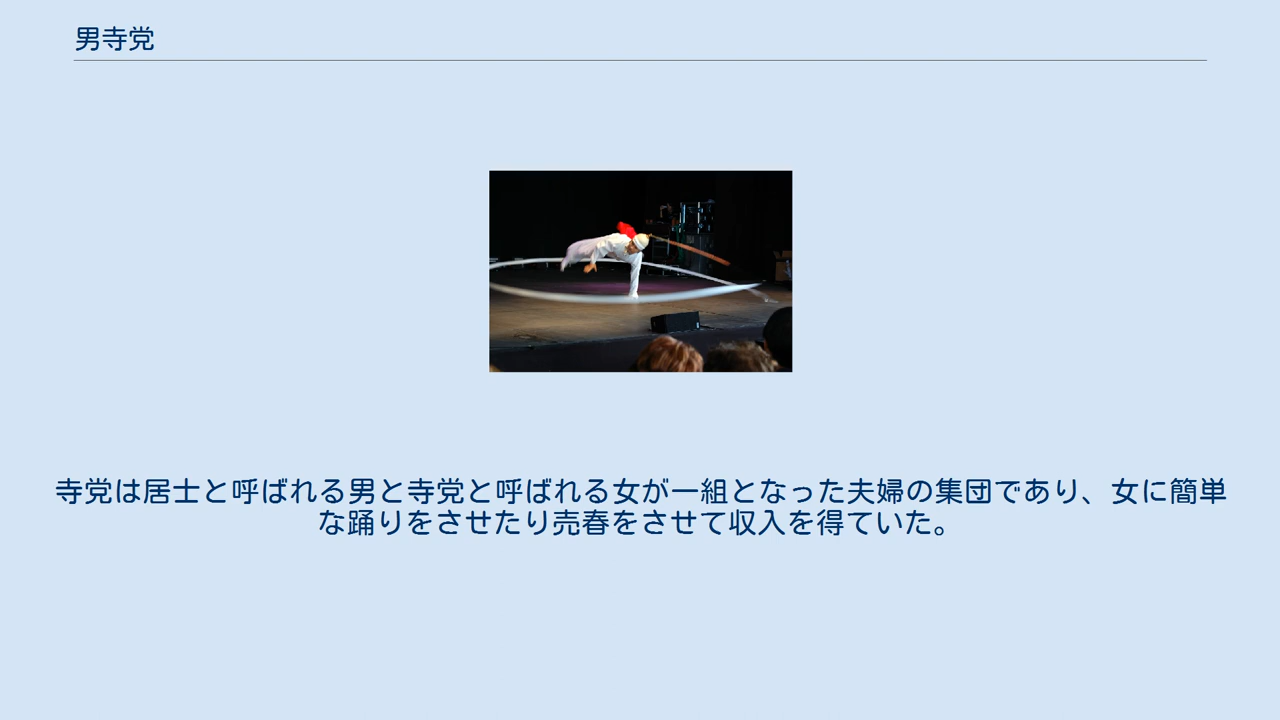 男寺党
寺党は居士と呼ばれる男と寺党と呼ばれる女が一組となった夫婦の集団であり、女に簡単
な踊りをさせたり売春をさせて収入を得ていた。